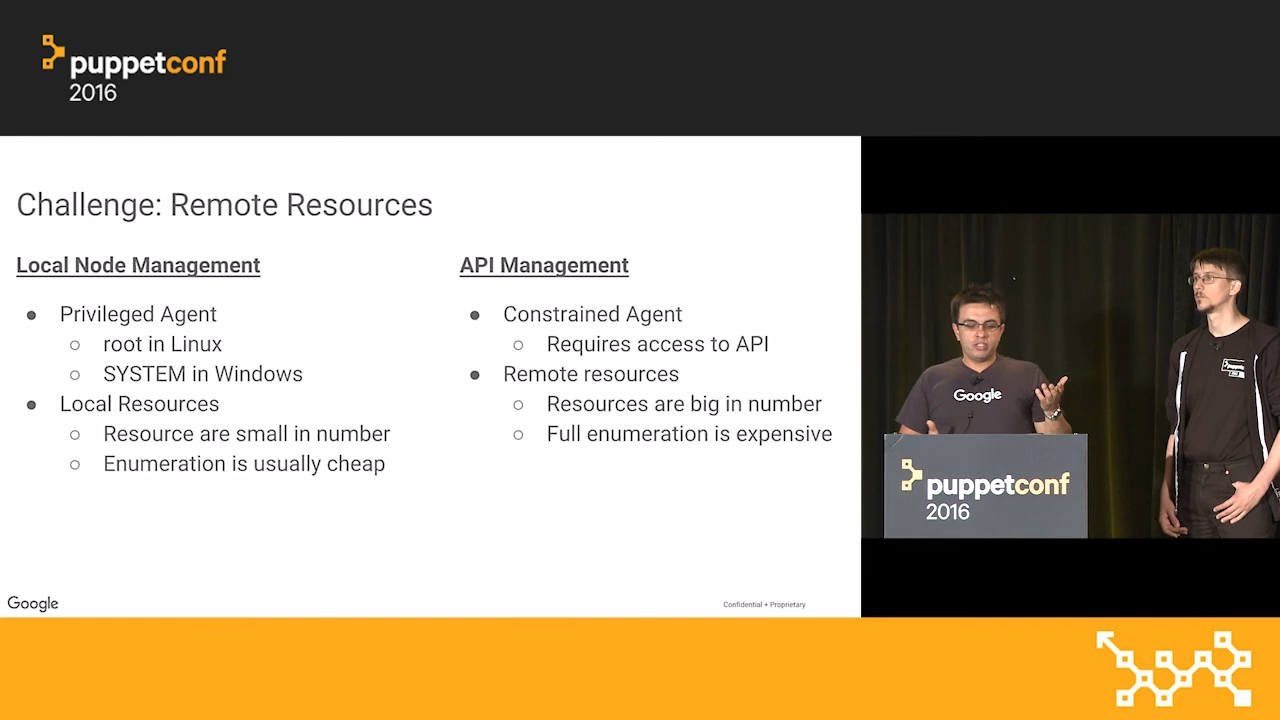 puppetconf
2016
Challenge: Remote Resources
Local Node Management
Privileged Agent
root in Linux
SYSTEM in Windows
Local Resources
Resource are small in number
Enumeration is usually cheap
API Management
Constrained Agent
Requires access to API
Remote resources
Resources are big in number
Full enumeration is expensive
Google
Confidential + Proprietary
Google
puppet
puppetconf
2016